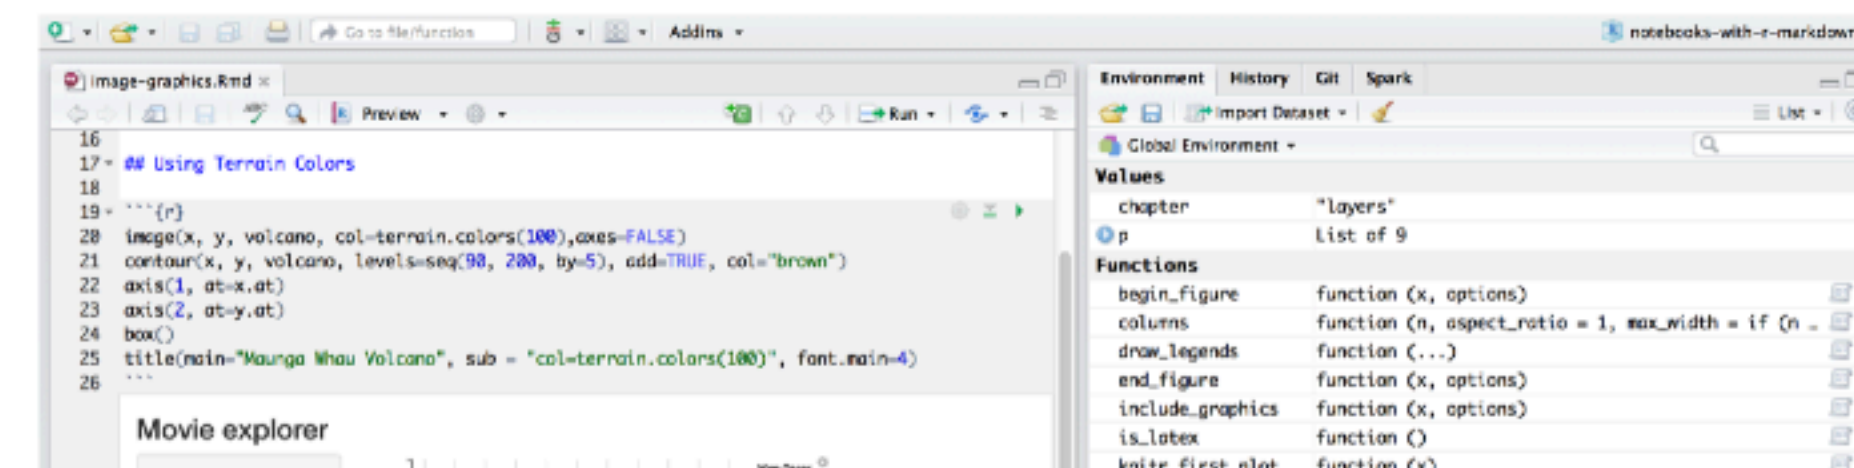 Go to file/function Addins notebooks-with-r-markdown
image-graphics.Rmd
Preview Run
16
17 ## Using Terrain Colors
18
19 ```{r}
20 image(x, y, volcano, col=terrain.colors(100),axes=FALSE)
21 contour(x, y, volcano, levels=seq(90, 200, by=5), add=TRUE, col="brown")
22 axis(1, at=x.at)
23 axis(2, at=y.at)
24 box()
25 title(main="Maunga Whau Volcano", sub = "col=terrain.colors(100)", font.main=4)
26 ```
Movie explorer
Environment History Git Spark
Import Dataset List
Global Environment
Values
chapter "layers"
p List of 9
Functions
begin_figure function (x, options)
columns function (n, aspect_ratio = 1, max_width = if (n …
draw_legends function (...)
end_figure function (x, options)
include_graphics function (x, options)
is_latex function ()
knitr_first_plot function (x)